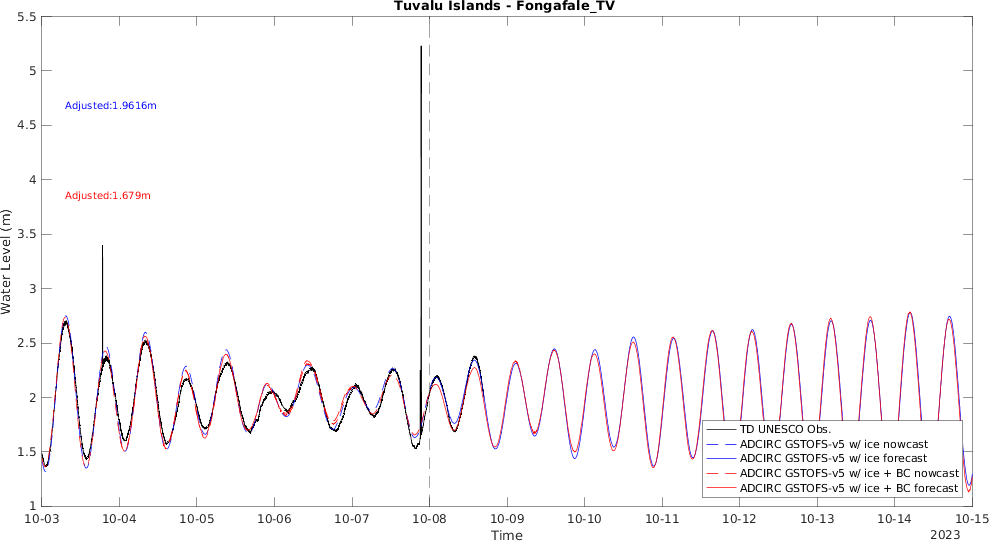 Tuvalu Islands - Fongafale_TV
5.5
5
4.5
4
3.5
3
2.5
2
1.5
1
Water Level (m)
Adjusted:1.9616m
Adjusted:1.679m
TD UNESCO Obs.
ADCIRC GSTOFS-v5 w/ ice nowcast
ADCIRC GSTOFS-v5 w/ ice forecast
ADCIRC GSTOFS-v5 w/ ice + BC nowcast
ADCIRC GSTOFS-v5 w/ ice + BC forecast
10-03 10-04 10-05 10-06 10-07 10-08 10-09 10-10 10-11 10-12 10-13 10-14 10-15
Time
2023